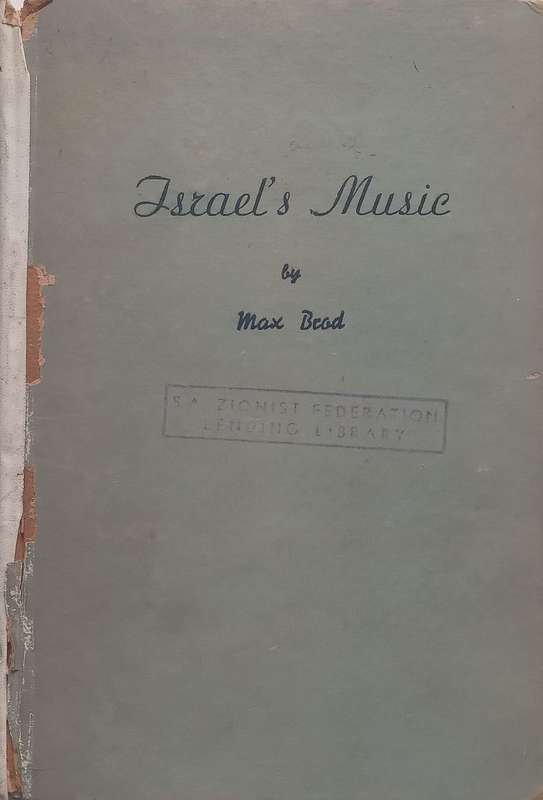 Israel's Music
by
Max Brod
S.A. ZIONIST FEDERATION
LENDING LIBRARY